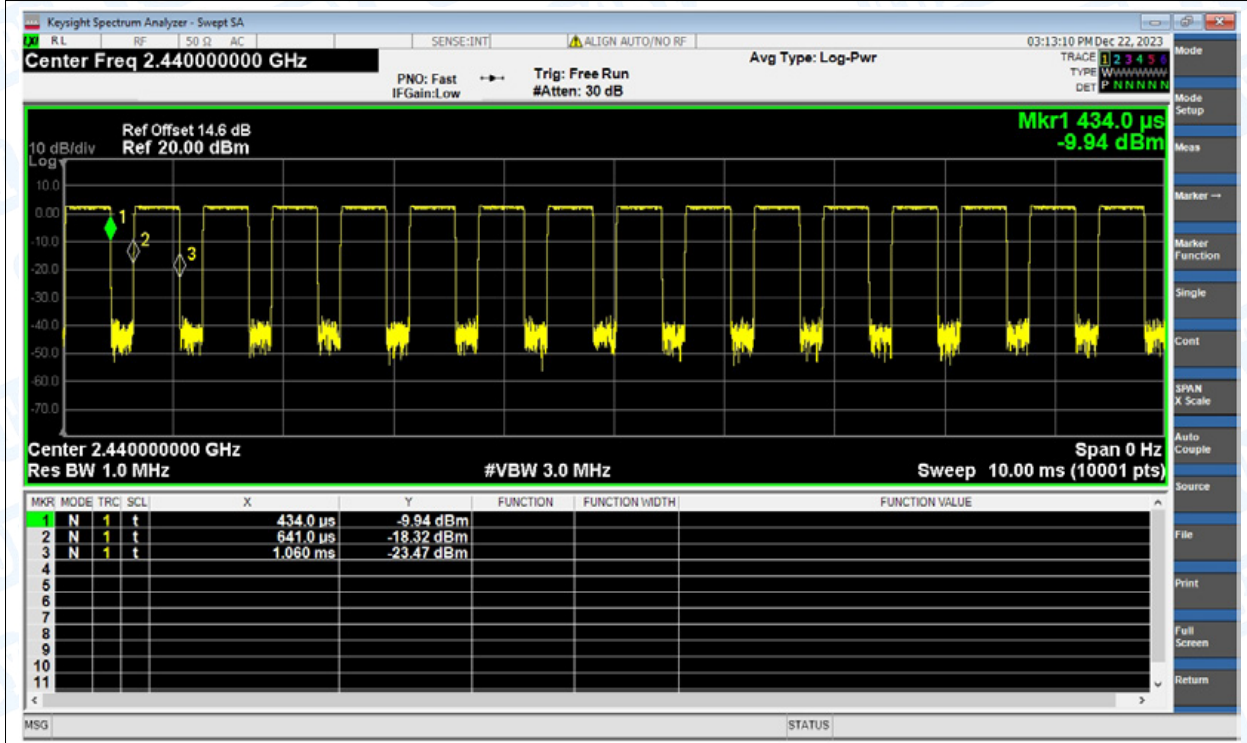 Keysight Spectrum Analyzer - Swept SA
RL RF 50 Ω AC SENSE:INT ALIGN AUTO/NO RF 03:13:10 PM Dec 22, 2023
Center Freq 2.440000000 GHz Avg Type: Log-Pwr TRACE 1 2 3 4 5 6
PNO: Fast Trig: Free Run TYPE WWWWWWW
IFGain:Low #Atten: 30 dB DET P N N N N N
Mkr1 434.0 µs
Ref Offset 14.6 dB
10 dB/div Ref 20.00 dBm -9.94 dBm
Log
10.0
0.00
-10.0
-20.0
-30.0
-40.0
-50.0
-60.0
-70.0
1
2
3
Center 2.440000000 GHz Span 0 Hz
Res BW 1.0 MHz #VBW 3.0 MHz Sweep 10.00 ms (10001 pts)
MKR MODE TRC SCL X Y FUNCTION FUNCTION WIDTH FUNCTION VALUE
1 N 1 t 434.0 µs -9.94 dBm
2 N 1 t 641.0 µs -18.32 dBm
3 N 1 t 1.060 ms -23.47 dBm
4
5
6
7
8
9
10
11
MSG STATUS
Mode
Mode
Setup
Meas
Marker →
Marker
Function
Single
Cont
SPAN
X Scale
Auto
Couple
Source
File
Print
Full
Screen
Return